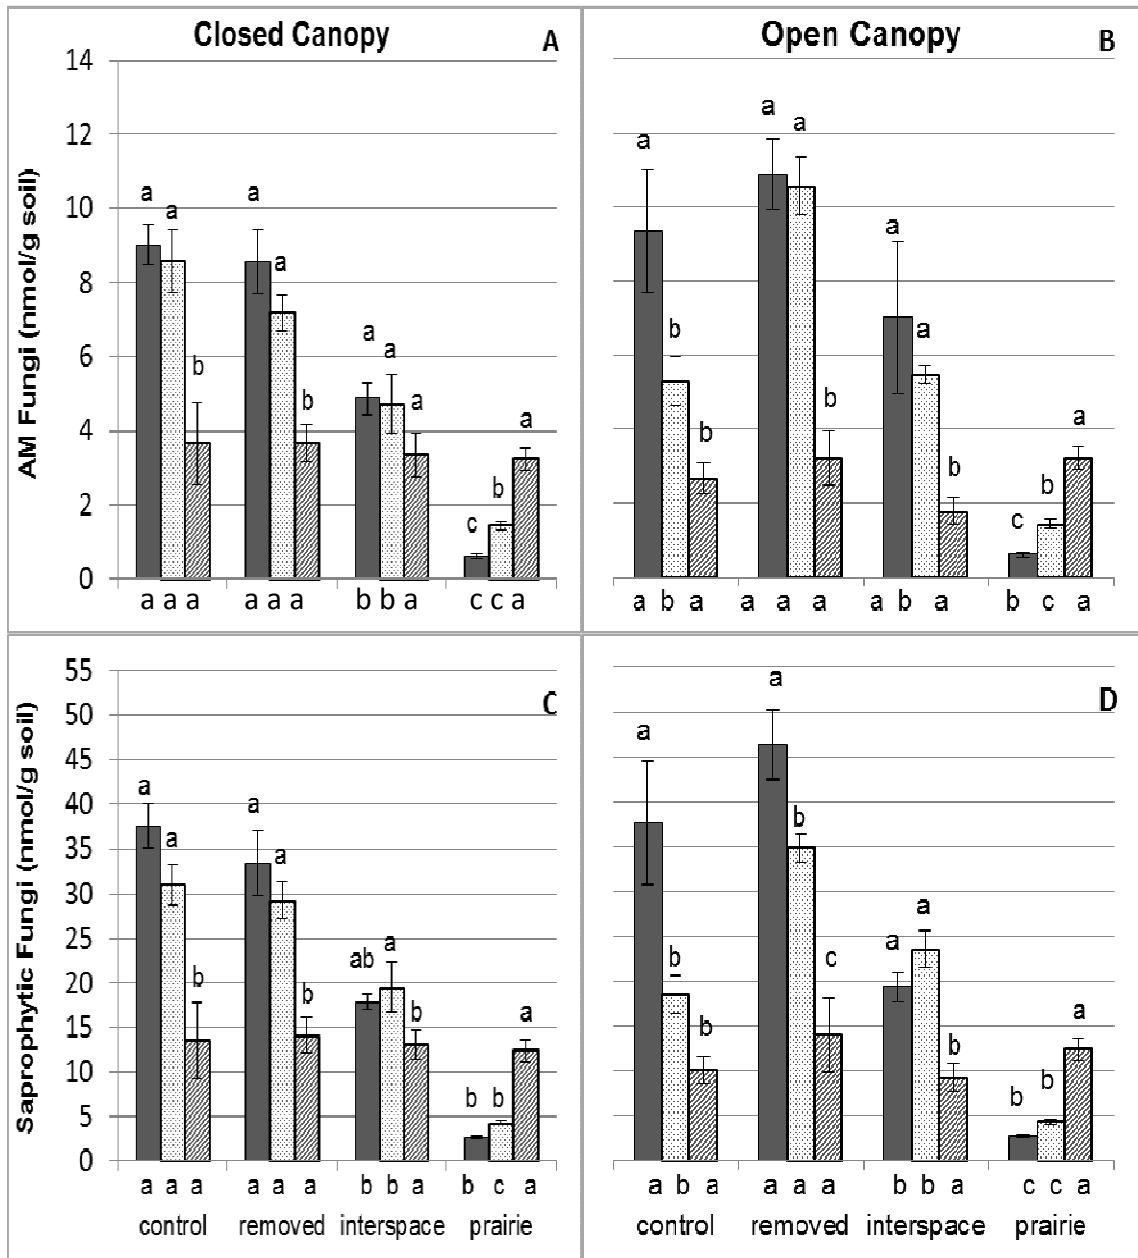 Closed Canopy A
Open Canopy B
AM Fungi (nmol/g soil)
14
12
10
8
6
4
2
0
a a b
a a b
a a a
c b a
a a a
a a a
b b a
c c a
a b b
a a b
a a b
c b a
a b a
a a a
a b a
b c a
C
D
Saprophytic Fungi (nmol/g soil)
55
50
45
40
35
30
25
20
15
10
5
0
a a b
a a b
ab a b
b b a
a a a
a a a
b b a
b c a
control removed interspace prairie
a b b
a b c
a a b
b b a
a b a
a a a
b b a
c c a
control removed interspace prairie